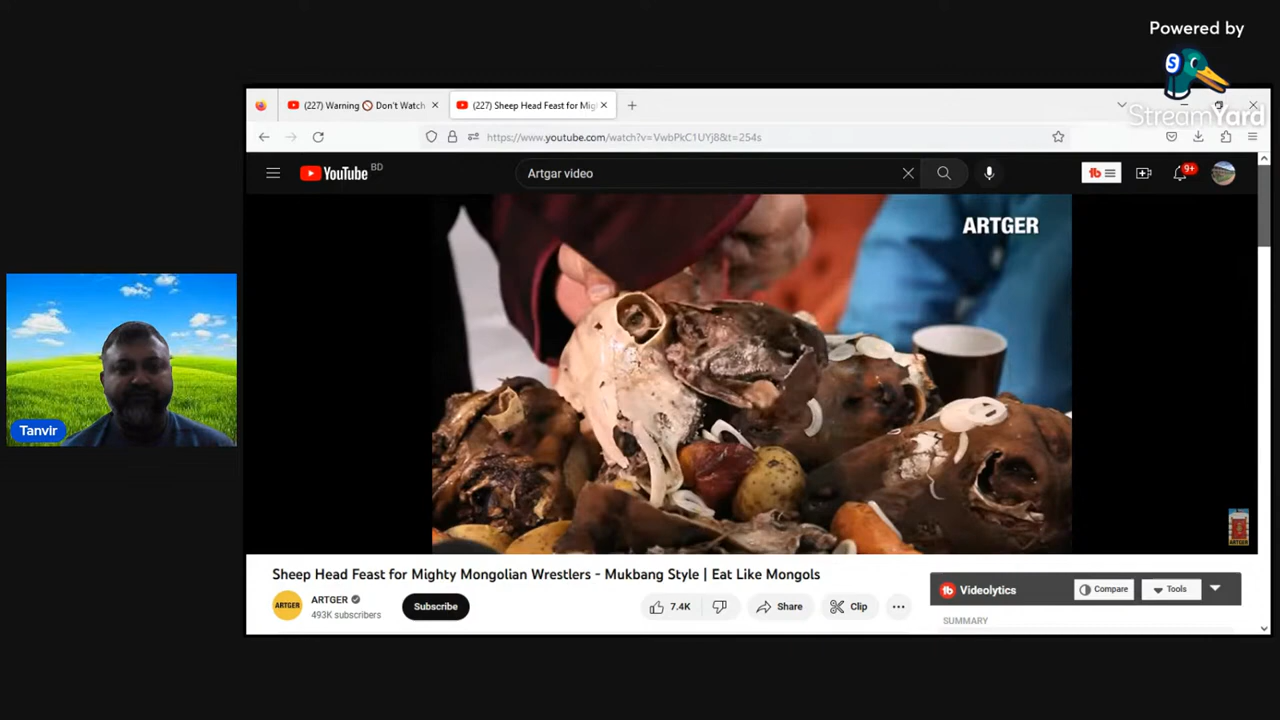 Powered by
StreamYard
(227) Warning 🚫 Don't Watch
(227) Sheep Head Feast for Mig
https://www.youtube.com/watch?v=VwbPkC1UYj8&t=254s
YouTube BD
Artgar video
tb
9+
ARTGER
Tanvir
Sheep Head Feast for Mighty Mongolian Wrestlers - Mukbang Style | Eat Like Mongols
ARTGER
ARTGER
493K subscribers
Subscribe
7.4K
Share
Clip
tb Videolytics
Compare
Tools
SUMMARY